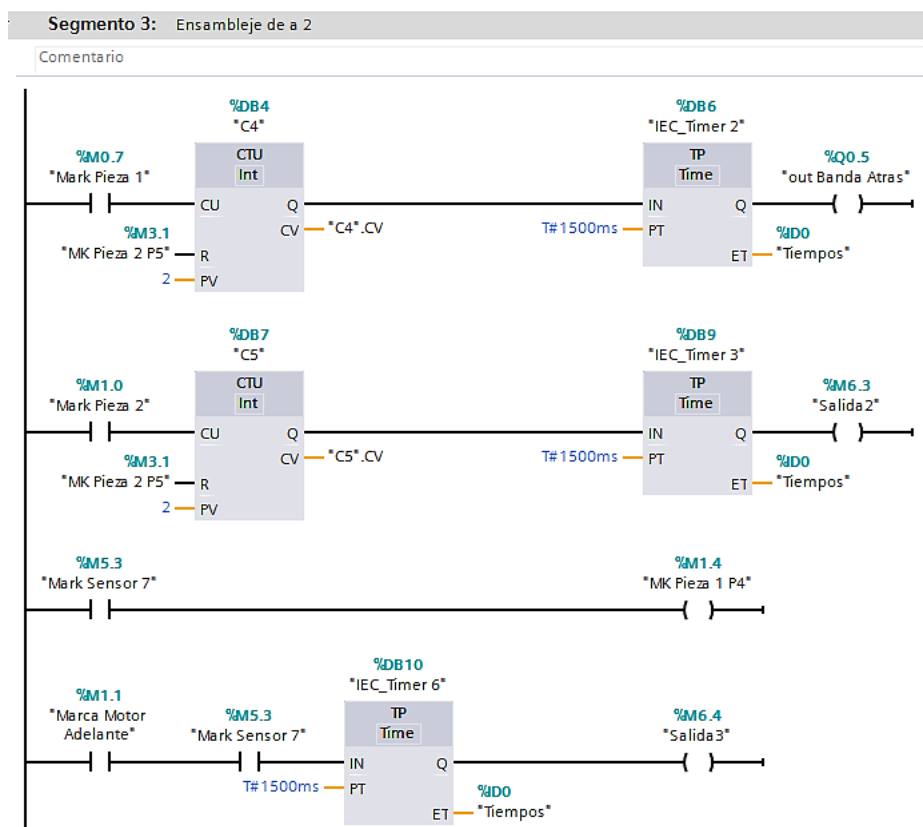 Segmento 3: Ensambleje de a 2
Comentario
%DB4
"C4"
%DB6
"IEC_Timer 2"
%M0.7
"Mark Pieza 1"
CTU
Int
TP
Time
%Q0.5
"out Banda Atras"
CU Q
IN Q
%M3.1
"MK Pieza 2 P5"
R
CV
"C4".CV
T#1500ms
PT
2
PV
ET
%ID0
"Tiempos"
%DB7
"C5"
%DB9
"IEC_Timer 3"
%M1.0
"Mark Pieza 2"
CTU
Int
TP
Time
%M6.3
"Salida2"
CU Q
IN Q
%M3.1
"MK Pieza 2 P5"
R
CV
"C5".CV
T#1500ms
PT
2
PV
ET
%ID0
"Tiempos"
%M5.3
"Mark Sensor 7"
%M1.4
"MK Pieza 1 P4"
%DB10
"IEC_Timer 6"
%M1.1
"Marca Motor
Adelante"
%M5.3
"Mark Sensor 7"
TP
Time
%M6.4
"Salida3"
IN Q
T#1500ms
PT
ET
%ID0
"Tiempos"